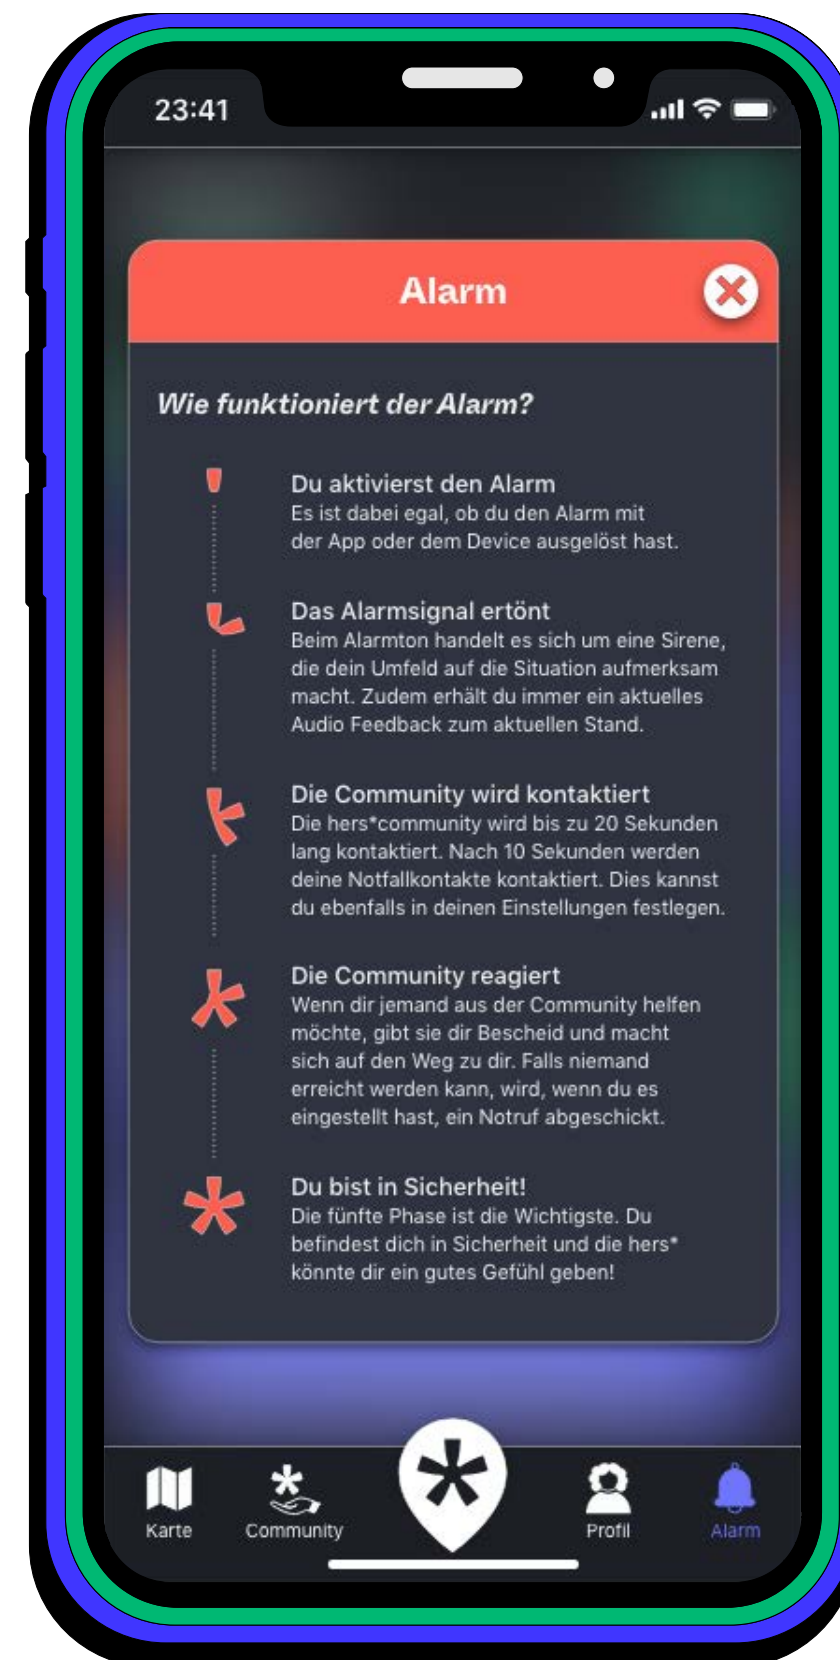 23:41
Alarm
Wie funktioniert der Alarm?
Du aktivierst den Alarm
Es ist dabei egal, ob du den Alarm mit
der App oder dem Device ausgelöst hast.
Das Alarmsignal ertönt
Beim Alarmton handelt es sich um eine Sirene,
die dein Umfeld auf die Situation aufmerksam
macht. Zudem erhält du immer ein aktuelles
Audio Feedback zum aktuellen Stand.
Die Community wird kontaktiert
Die hers*community wird bis zu 20 Sekunden
lang kontaktiert. Nach 10 Sekunden werden
deine Notfallkontakte kontaktiert. Dies kannst
du ebenfalls in deinen Einstellungen festlegen.
Die Community reagiert
Wenn dir jemand aus der Community helfen
möchte, gibt sie dir Bescheid und macht
sich auf den Weg zu dir. Falls niemand
erreicht werden kann, wird, wenn du es
eingestellt hast, ein Notruf abgeschickt.
Du bist in Sicherheit!
Die fünfte Phase ist die Wichtigste. Du
befindest dich in Sicherheit und die hers*
könnte dir ein gutes Gefühl geben!
Karte Community Profil Alarm